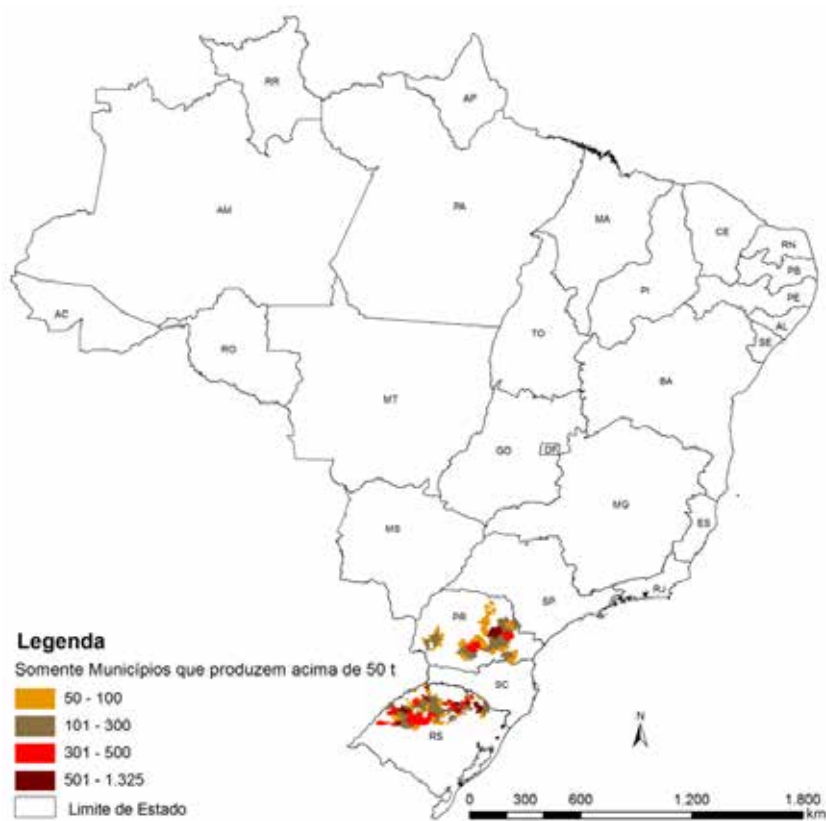 RR
AP
AM
PA
MA
CE
RN
PB
PE
AL
SE
PI
AC
RO
TO
BA
MT
GO
DF
MG
ES
MS
SP
RJ
PR
SC
RS
Legenda
Somente Municípios que produzem acima de 50 t
50 - 100
101 - 300
301 - 500
501 - 1.325
Limite de Estado
N
0 300 600 1.200 1.800
km